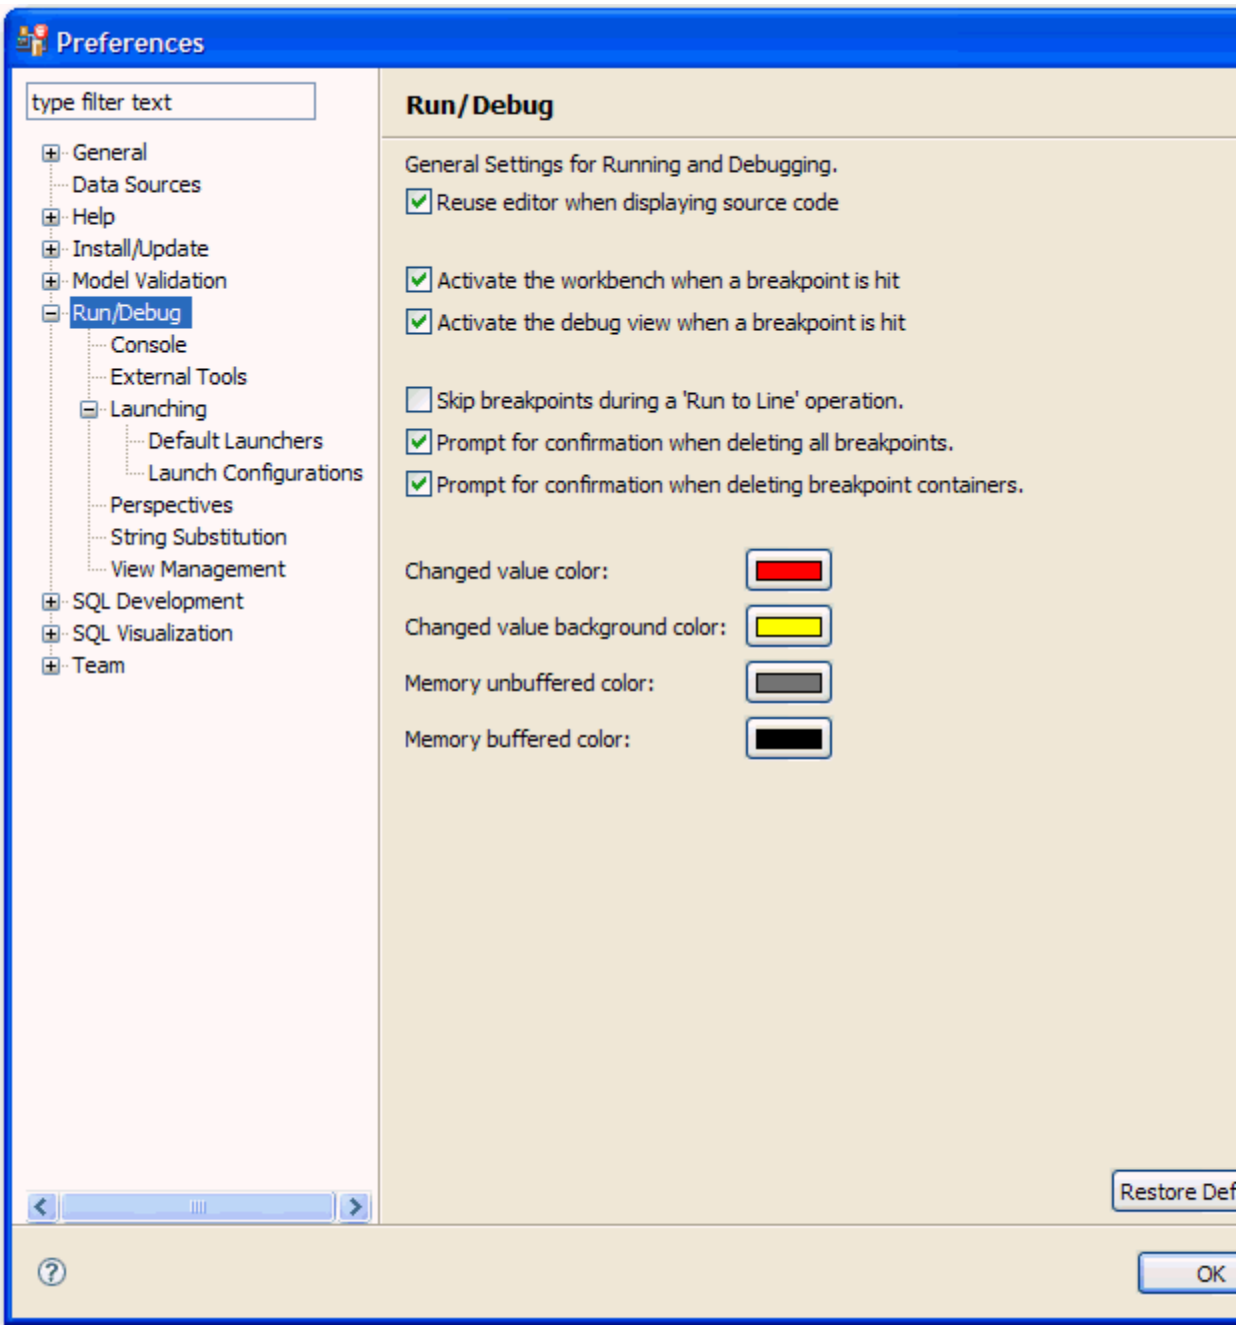 Preferences
type filter text
General
Data Sources
Help
Install/Update
Model Validation
Run/Debug
Console
External Tools
Launching
Default Launchers
Launch Configurations
Perspectives
String Substitution
View Management
SQL Development
SQL Visualization
Team
Run/Debug
General Settings for Running and Debugging.
Reuse editor when displaying source code
Activate the workbench when a breakpoint is hit
Activate the debug view when a breakpoint is hit
Skip breakpoints during a 'Run to Line' operation.
Prompt for confirmation when deleting all breakpoints.
Prompt for confirmation when deleting breakpoint containers.
Changed value color:
Changed value background color:
Memory unbuffered color:
Memory buffered color:
Restore Def
?
OK